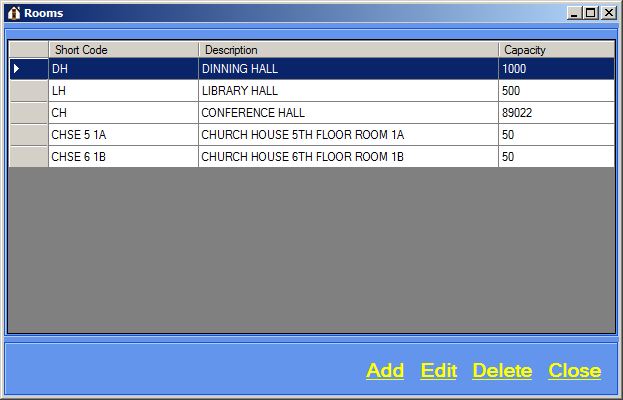 Rooms
Short Code Description Capacity
DH DINNING HALL 1000
LH LIBRARY HALL 500
CH CONFERENCE HALL 89022
CHSE 5 1A CHURCH HOUSE 5TH FLOOR ROOM 1A 50
CHSE 6 1B CHURCH HOUSE 6TH FLOOR ROOM 1B 50
Add Edit Delete Close